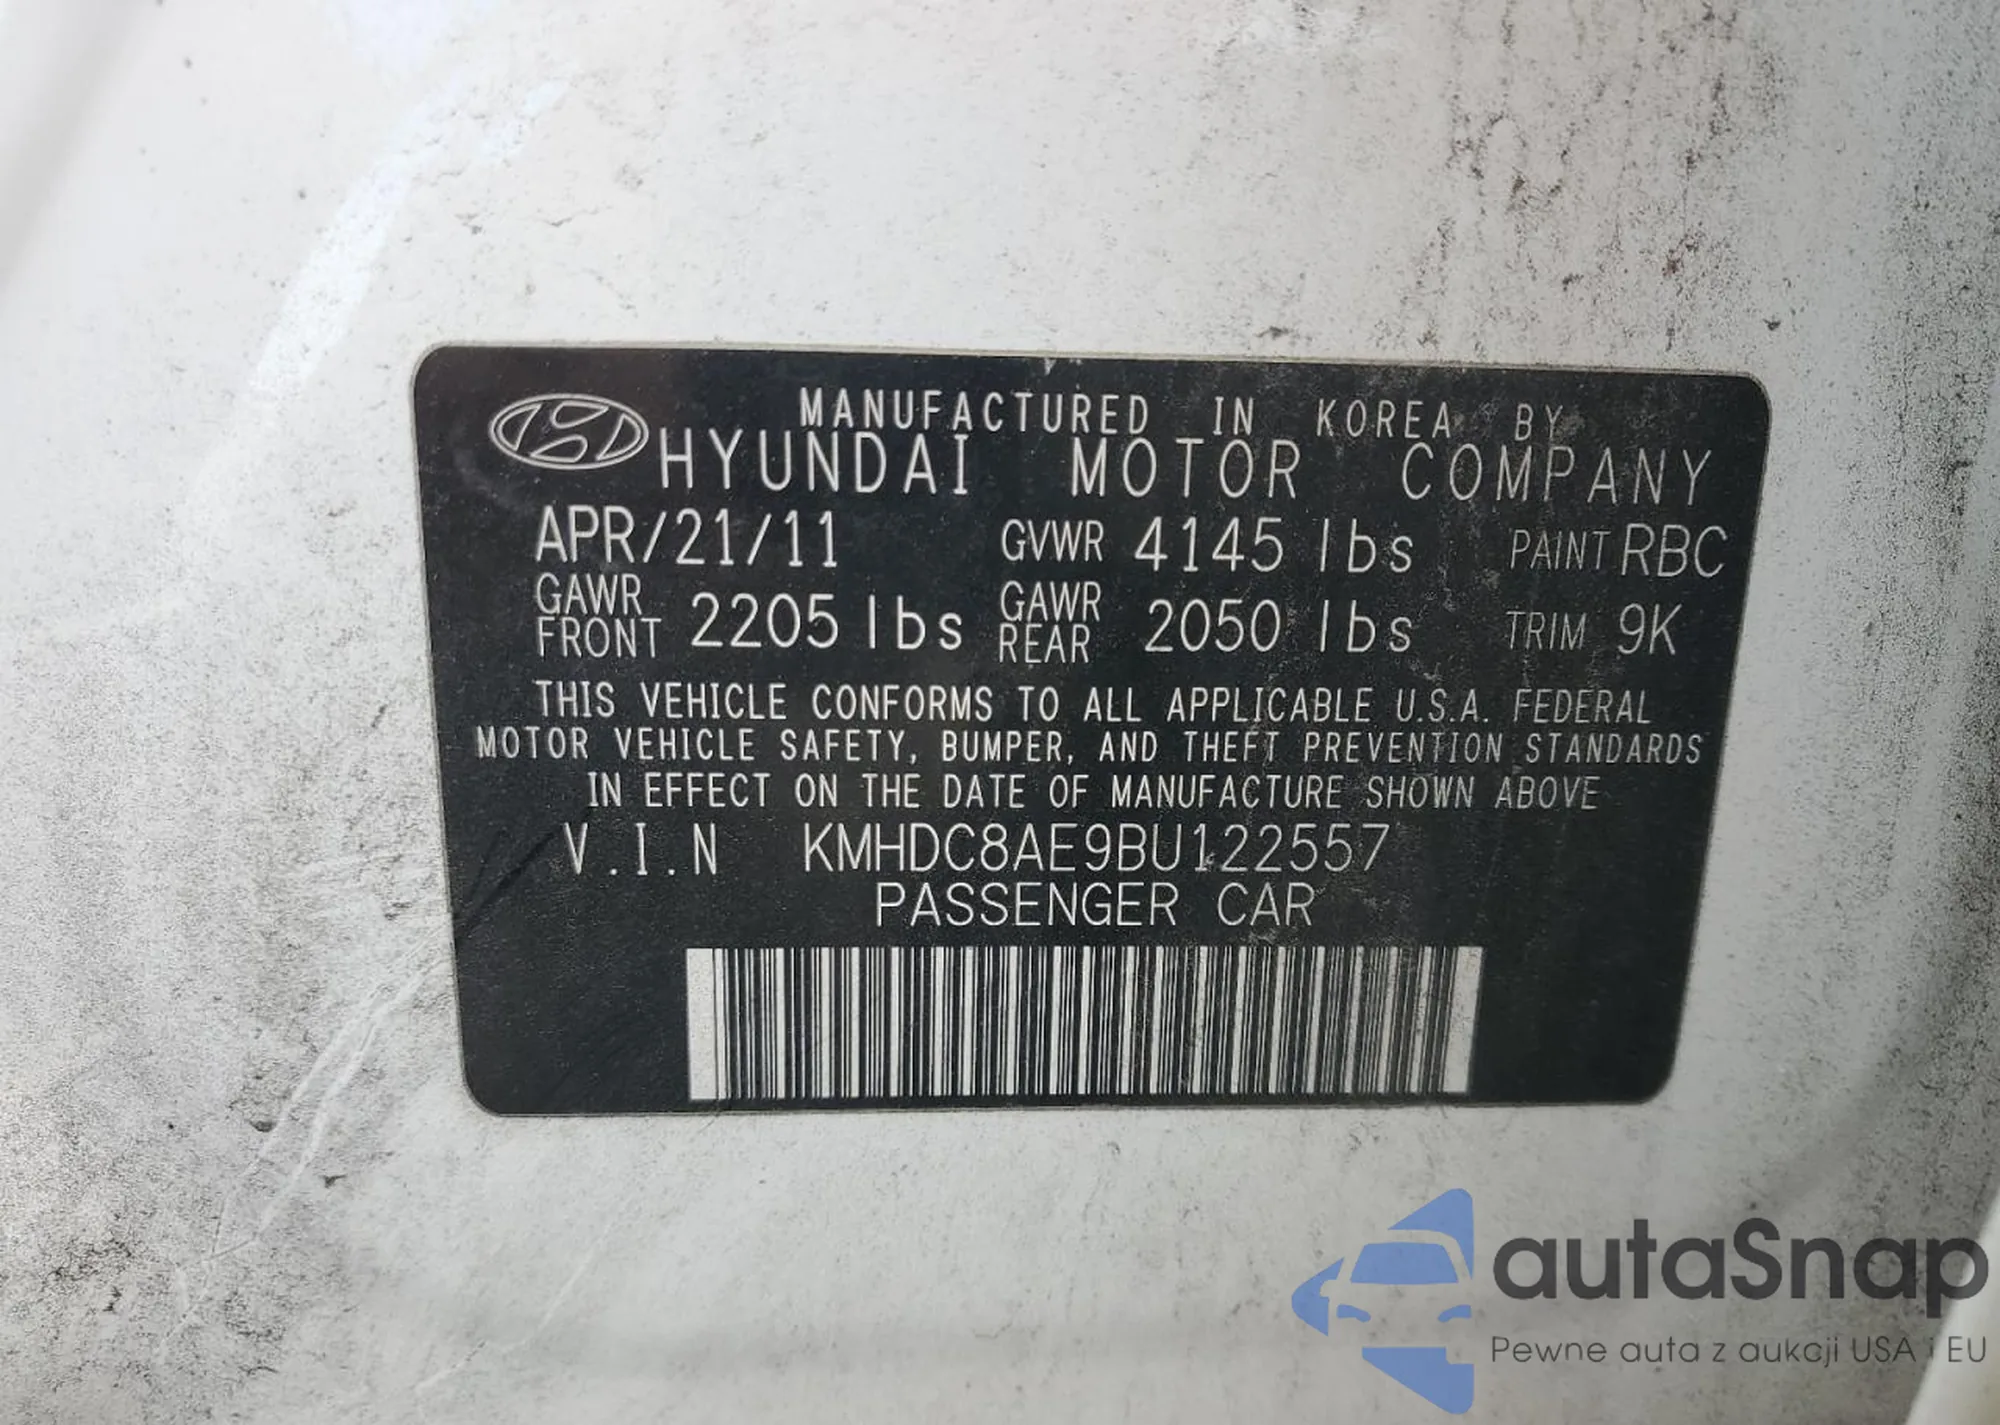 MANUFACTURED IN KOREA BY
HYUNDAI MOTOR COMPANY
APR/21/11 GVWR 4145 lbs PAINT RBC
GAWR FRONT 2205 lbs GAWR REAR 2050 lbs TRIM 9K
THIS VEHICLE CONFORMS TO ALL APPLICABLE U.S.A. FEDERAL
MOTOR VEHICLE SAFETY, BUMPER, AND THEFT PREVENTION STANDARDS
IN EFFECT ON THE DATE OF MANUFACTURE SHOWN ABOVE
V.I.N KMHDC8AE9BU122557
PASSENGER CAR
autaSnap
Pewne auta z aukcji USA i EU